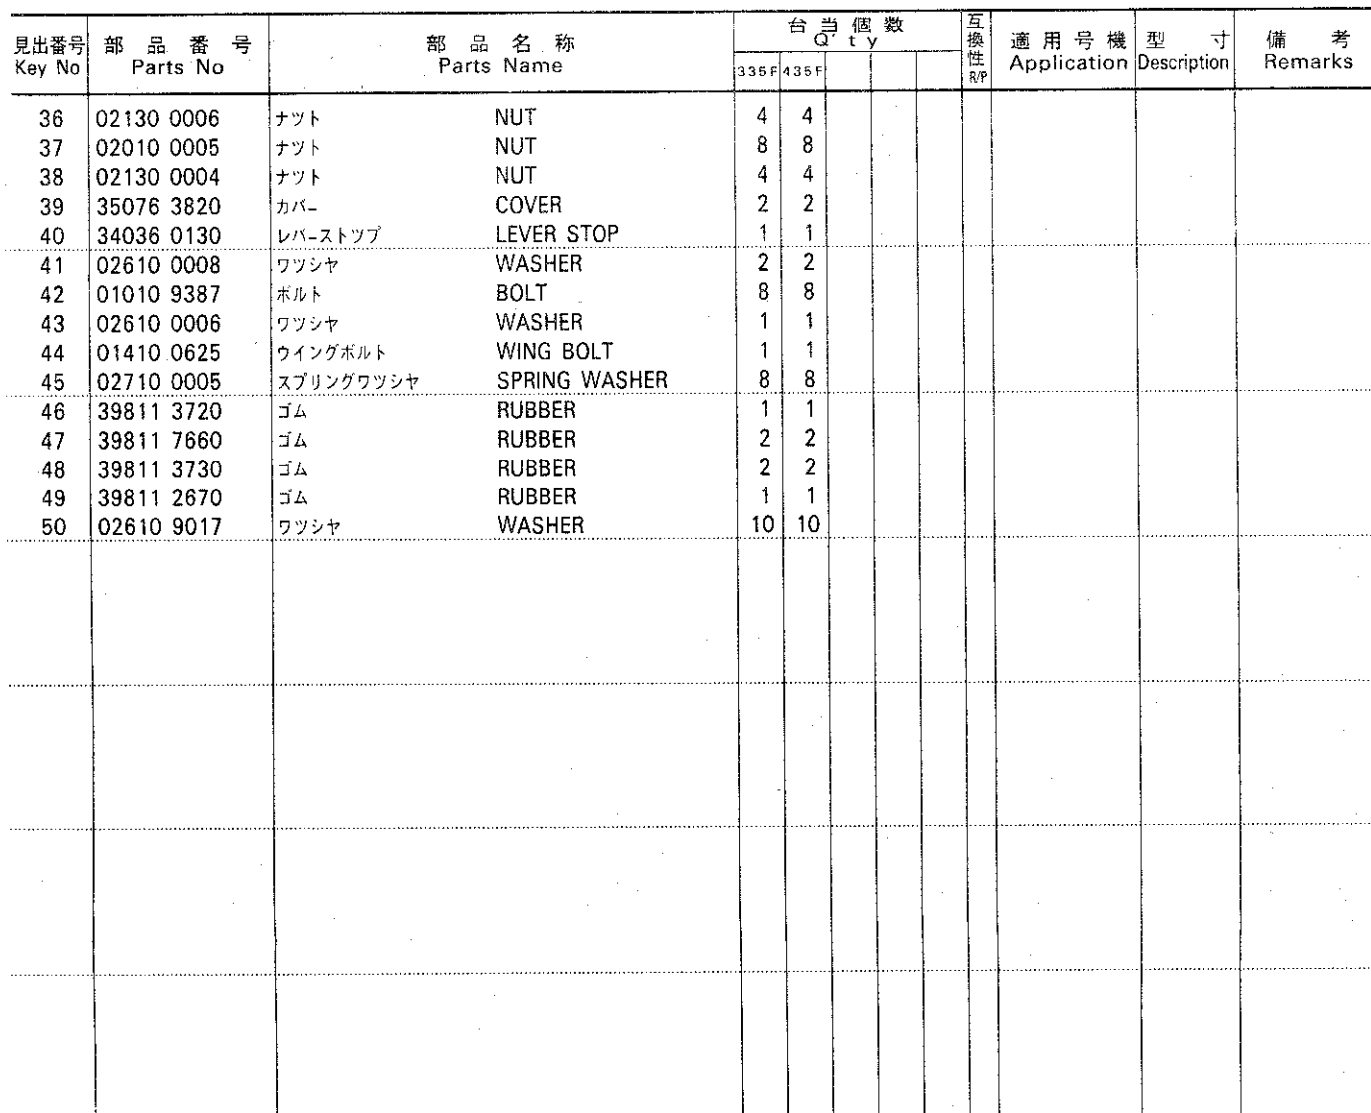 見出番号 部品番号 部品名称 台当個数 互換性 適用号機 型寸 備考
Key No Parts No Parts Name Q'ty R/P Application Description Remarks
335F 435F
36 02130 0006 ナツト NUT 4 4
37 02010 0005 ナツト NUT 8 8
38 02130 0004 ナツト NUT 4 4
39 35076 3820 カバー COVER 2 2
40 34036 0130 レバーストツプ LEVER STOP 1 1
41 02610 0008 ワツシヤ WASHER 2 2
42 01010 9387 ボルト BOLT 8 8
43 02610 0006 ワツシヤ WASHER 1 1
44 01410 0625 ウイングボルト WING BOLT 1 1
45 02710 0005 スプリングワツシヤ SPRING WASHER 8 8
46 39811 3720 ゴム RUBBER 1 1
47 39811 7660 ゴム RUBBER 2 2
48 39811 3730 ゴム RUBBER 2 2
49 39811 2670 ゴム RUBBER 1 1
50 02610 9017 ワツシヤ WASHER 10 10